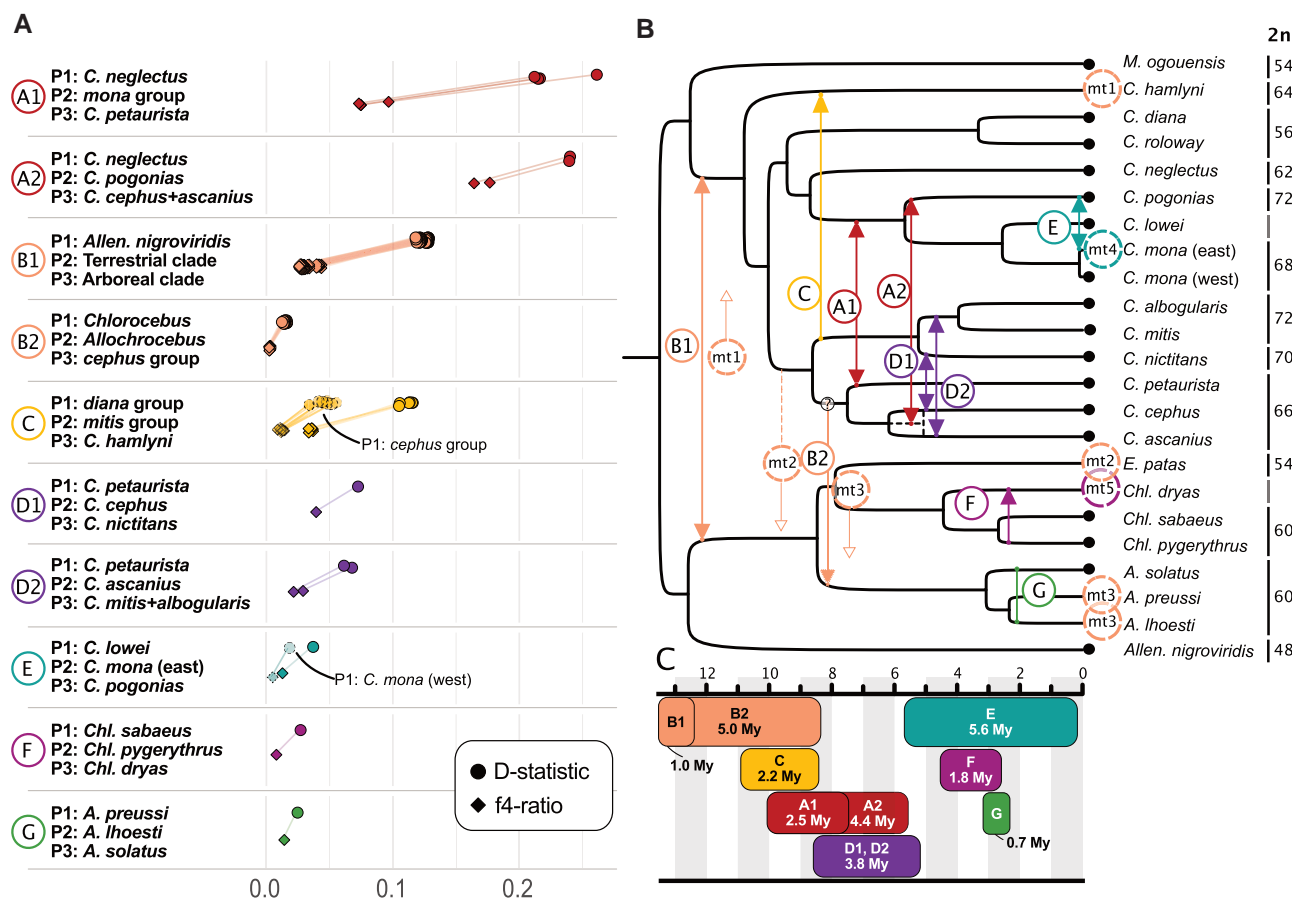 A
A1
P1: C. neglectus
P2: mona group
P3: C. petaurista
A2
P1: C. neglectus
P2: C. pogonias
P3: C. cephus+ascanius
B1
P1: Allen. nigroviridis
P2: Terrestrial clade
P3: Arboreal clade
B2
P1: Chlorocebus
P2: Allochrocebus
P3: cephus group
C
P1: diana group
P2: mitis group
P3: C. hamlyni
P1: cephus group
D1
P1: C. petaurista
P2: C. cephus
P3: C. nictitans
D2
P1: C. petaurista
P2: C. ascanius
P3: C. mitis+albogularis
E
P1: C. lowei
P2: C. mona (east)
P3: C. pogonias
P1: C. mona (west)
F
P1: Chl. sabaeus
P2: Chl. pygerythrus
P3: Chl. dryas
G
P1: A. preussi
P2: A. lhoesti
P3: A. solatus
D-statistic
f4-ratio
0.0 0.1 0.2
B
2n
M. ogouensis 54
mt1 C. hamlyni 64
C. diana
56
C. roloway
C. neglectus 62
C. pogonias 72
E C. lowei
mt4 C. mona (east)
68
C. mona (west)
C A1 A2
C. albogularis
72
C. mitis
B1 mt1 D1
C. nictitans 70
C. petaurista
D2
? C. cephus 66
C. ascanius
mt2 B2 mt2 E. patas 54
mt3 F mt5 Chl. dryas
Chl. sabaeus 60
Chl. pygerythrus
A. solatus
G mt3 A. preussi 60
mt3 A. lhoesti
Allen. nigroviridis 48
C
12 10 8 6 4 2 0
B1
B2
5.0 My
E
5.6 My
1.0 My
C
2.2 My
F
1.8 My
A1
2.5 My
A2
4.4 My
G
0.7 My
D1, D2
3.8 My